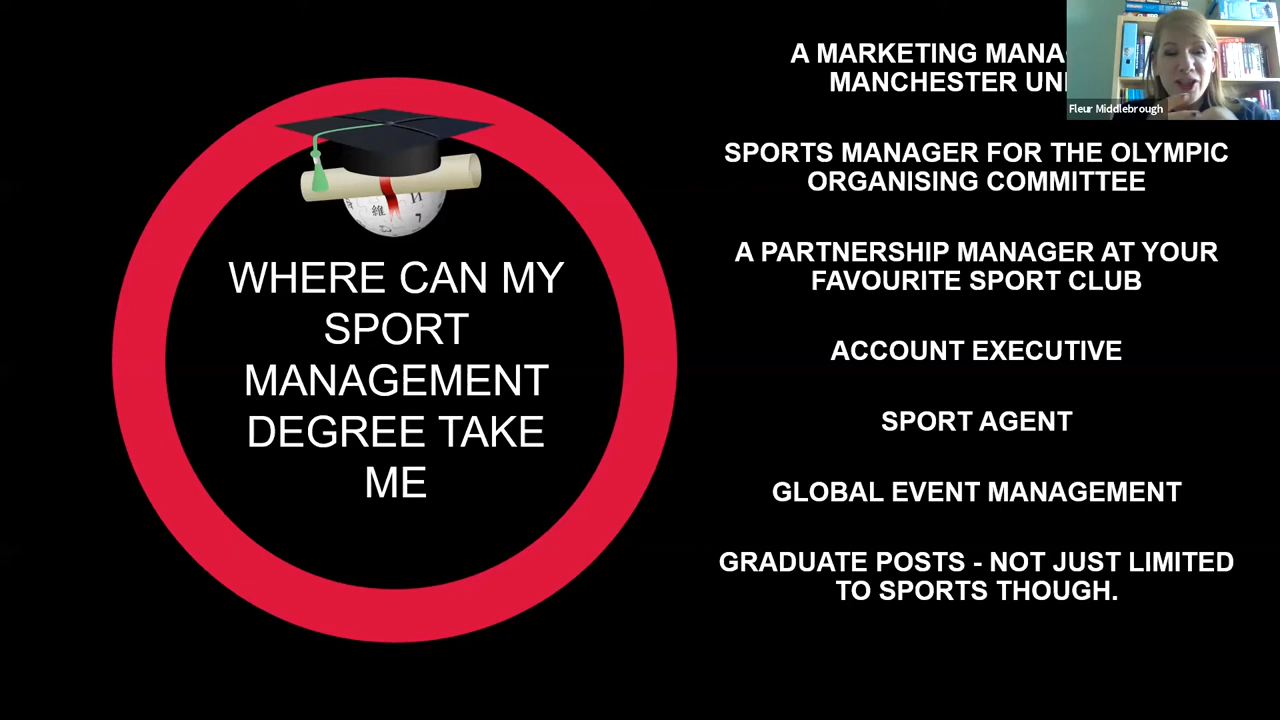 WHERE CAN MY
SPORT
MANAGEMENT
DEGREE TAKE
ME
A MARKETING
MANCHESTER
Fleur Middlebrough
SPORTS MANAGER FOR THE OLYMPIC
ORGANISING COMMITTEE
A PARTNERSHIP MANAGER AT YOUR
FAVOURITE SPORT CLUB
ACCOUNT EXECUTIVE
SPORT AGENT
GLOBAL EVENT MANAGEMENT
GRADUATE POSTS - NOT JUST LIMITED
TO SPORTS THOUGH.